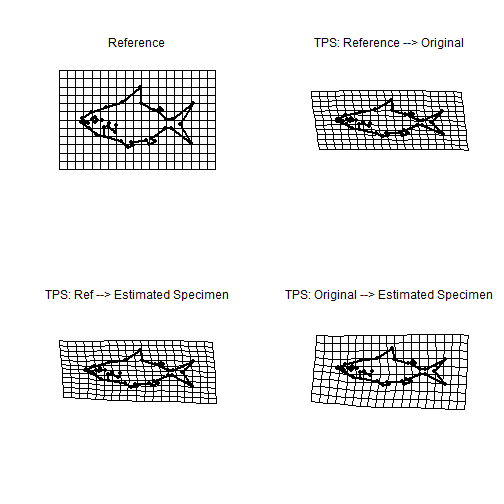 Reference
TPS: Reference --> Original
TPS: Ref --> Estimated Specimen
TPS: Original --> Estimated Specimen